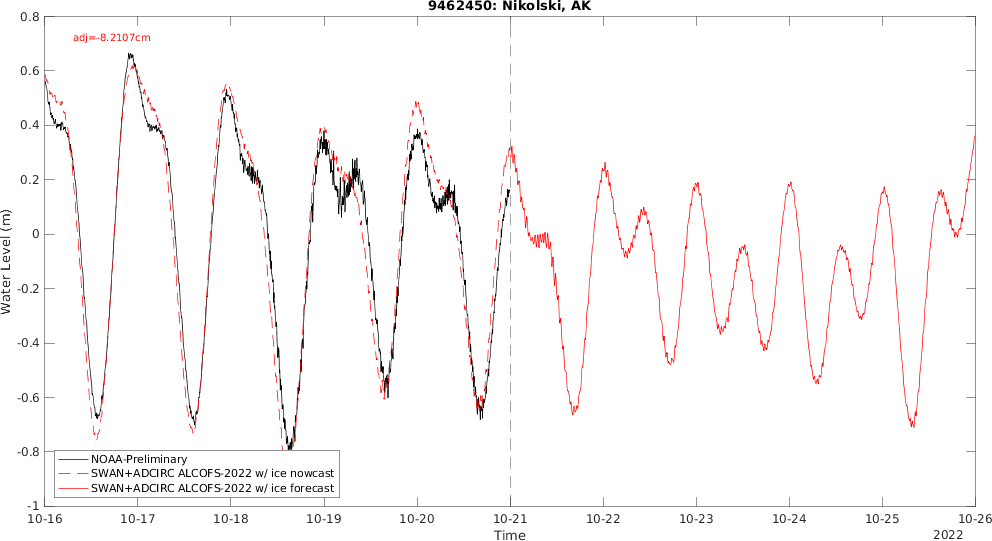 9462450: Nikolski, AK
adj=-8.2107cm
Water Level (m)
0.8
0.6
0.4
0.2
0
-0.2
-0.4
-0.6
-0.8
-1
NOAA-Preliminary
SWAN+ADCIRC ALCOFS-2022 w/ ice nowcast
SWAN+ADCIRC ALCOFS-2022 w/ ice forecast
10-16 10-17 10-18 10-19 10-20 10-21 10-22 10-23 10-24 10-25 10-26
Time
2022